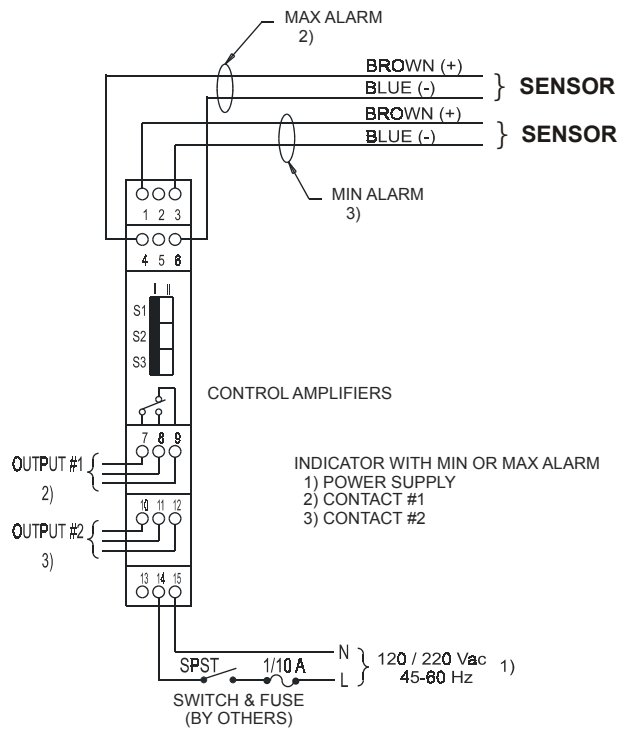 MAX ALARM
2)
BROWN (+)
BLUE (-)
} SENSOR
BROWN (+)
BLUE (-)
} SENSOR
MIN ALARM
3)
1 2 3
4 5 6
I II
S1
S2
S3
CONTROL AMPLIFIERS
7 8 9
OUTPUT #1 {
2)
INDICATOR WITH MIN OR MAX ALARM
1) POWER SUPPLY
2) CONTACT #1
3) CONTACT #2
10 11 12
OUTPUT #2 {
3)
13 14 15
N
L
} 120 / 220 Vac
45-60 Hz
1)
SPST 1/10 A
SWITCH & FUSE
(BY OTHERS)